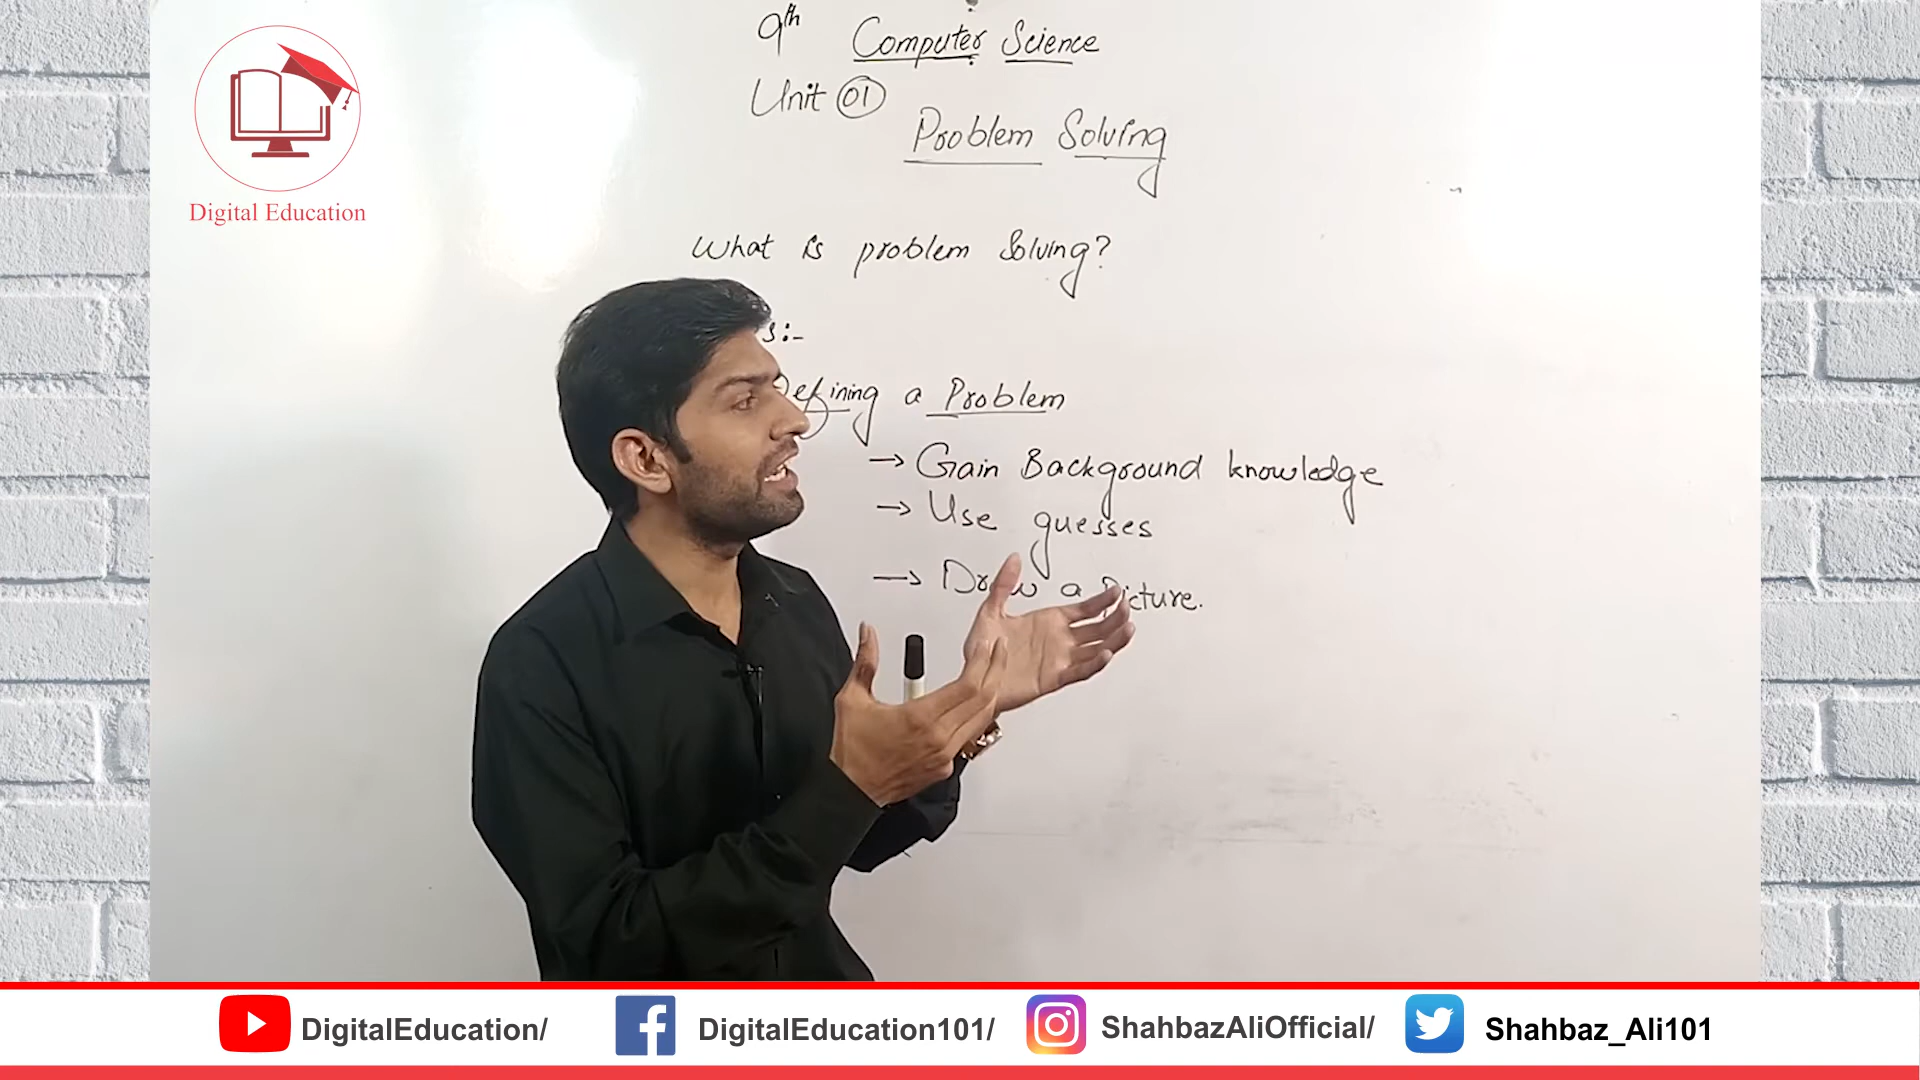 Digital Education
9th Computer Science
Unit 01
Problem Solving
What is problem Solving?
s:-
Defining a Problem
→ Gain Background knowledge
→ Use guesses
→ Draw a Picture.
DigitalEducation/
DigitalEducation101/
ShahbazAliOfficial/
Shahbaz_Ali101